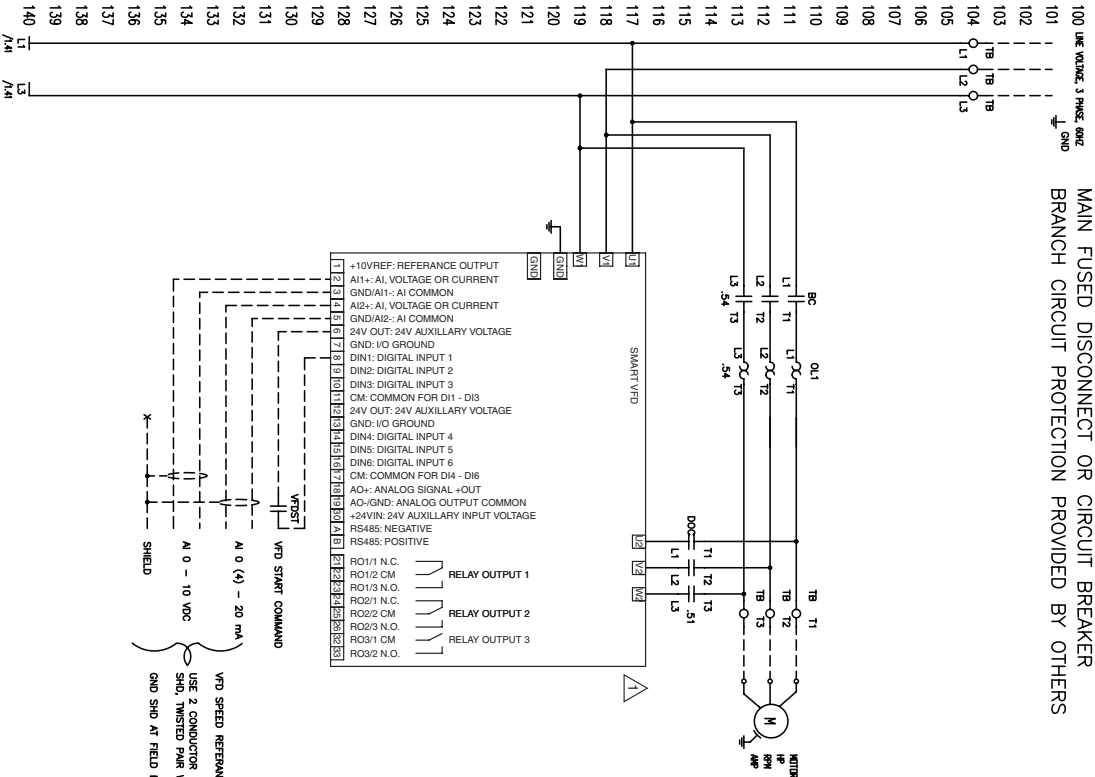 MAIN FUSED DISCONNECT OR CIRCUIT BREAKER
BRANCH CIRCUIT PROTECTION PROVIDED BY OTHERS
100 LINE VOLTAGE, 3 PHASE, 60HZ
GND
101
102
103
104
105
106
107
108
109
110
111
112
113
114
115
116
117
118
119
120
121
122
123
124
125
126
127
128
129
130
131
132
133
134
135
136
137
138
139
140
TB
L1
TB
L2
TB
L3
L1
/1.41
L3
/1.41
BC
L1 T1
L2 T2
L3 T3
.54
OL1
L1 T1
L2 T2
L3 T3
.54
DOC
L1 T1
L2 T2
L3 T3
.51
TB T1
TB T2
TB T3
M
MOTOR
HP
RPM
AMP
1
SMART VFD
U1
V1
W1
GND
GND
U2
V2
W2
1 +10VREF: REFERANCE OUTPUT
2 AI1+: AI, VOLTAGE OR CURRENT
3 GND/AI1-: AI COMMON
4 AI2+: AI, VOLTAGE OR CURRENT
5 GND/AI2-: AI COMMON
6 24V OUT: 24V AUXILLARY VOLTAGE
7 GND: I/O GROUND
8 DIN1: DIGITAL INPUT 1
9 DIN2: DIGITAL INPUT 2
10 DIN3: DIGITAL INPUT 3
11 CM: COMMON FOR DI1 - DI3
12 24V OUT: 24V AUXILLARY VOLTAGE
13 GND: I/O GROUND
14 DIN4: DIGITAL INPUT 4
15 DIN5: DIGITAL INPUT 5
16 DIN6: DIGITAL INPUT 6
17 CM: COMMON FOR DI4 - DI6
18 AO+: ANALOG SIGNAL +OUT
19 AO-/GND: ANALOG OUTPUT COMMON
30 +24VIN: 24V AUXILLARY INPUT VOLTAGE
A RS485: NEGATIVE
B RS485: POSITIVE
21 RO1/1 N.C.
22 RO1/2 CM RELAY OUTPUT 1
23 RO1/3 N.O.
24 RO2/1 N.C.
25 RO2/2 CM RELAY OUTPUT 2
26 RO2/3 N.O.
32 RO3/1 CM RELAY OUTPUT 3
33 RO3/2 N.O.
VFDST
VFD START COMMAND
AI 0 (4) - 20 mA
AI 0 - 10 VDC
SHIELD
VFD SPEED REFERAN
USE 2 CONDUCTOR
SHD, TWISTED PAIR
GND SHD AT FIELD